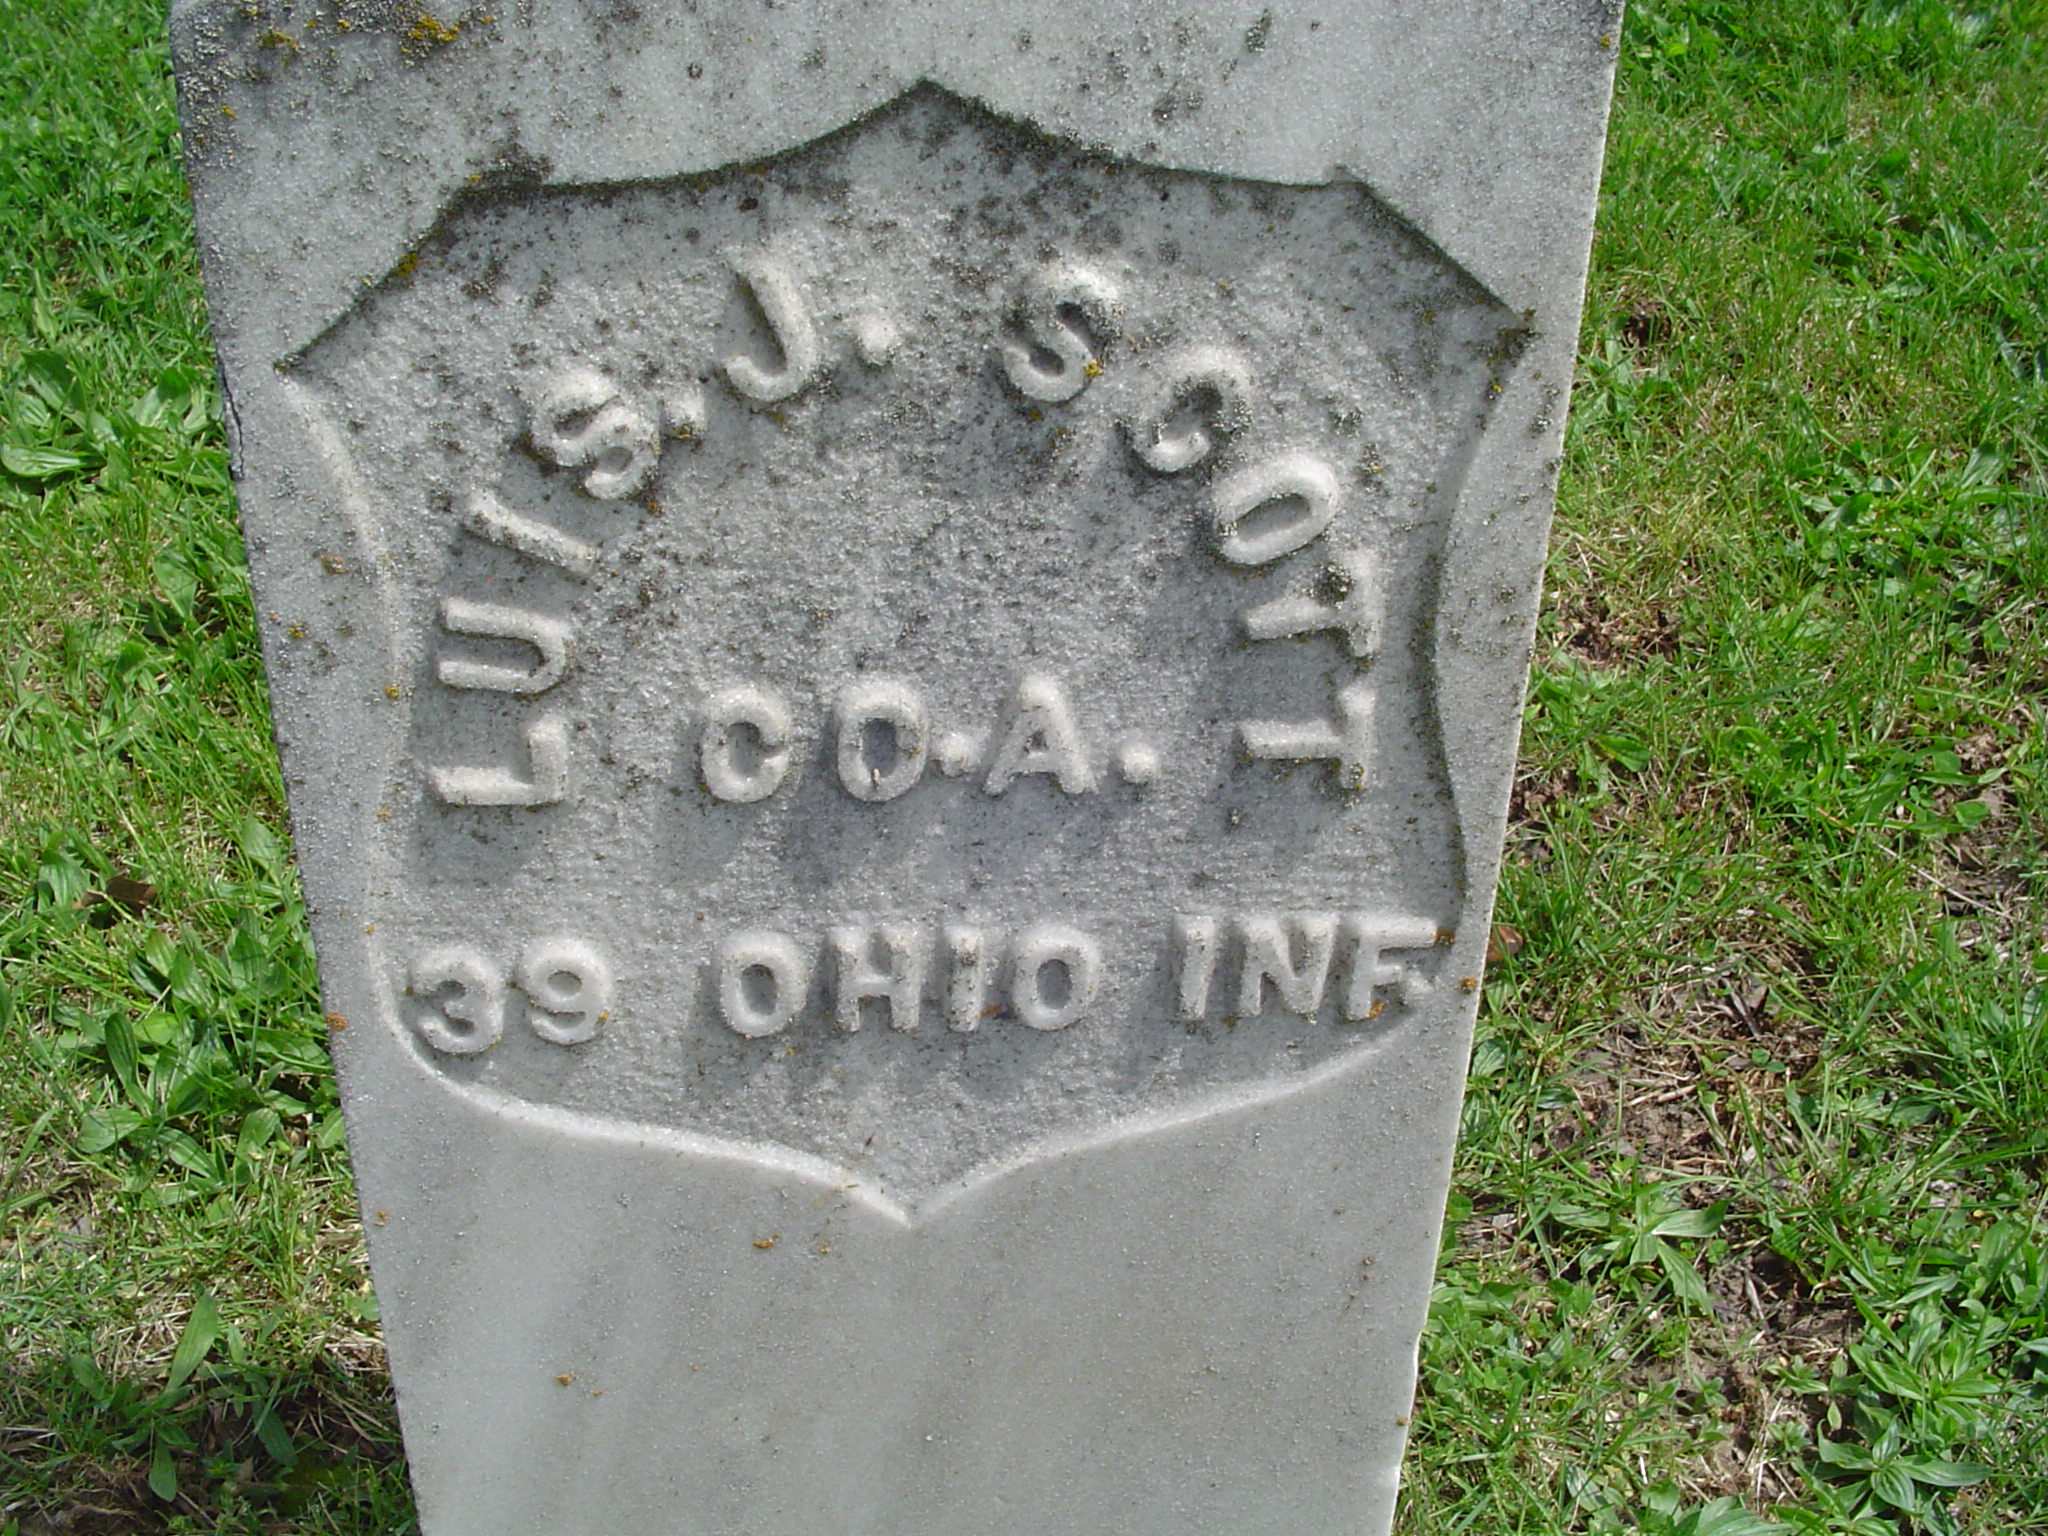 LUIS. J. SCOTT
CO. A.
39 OHIO INF.